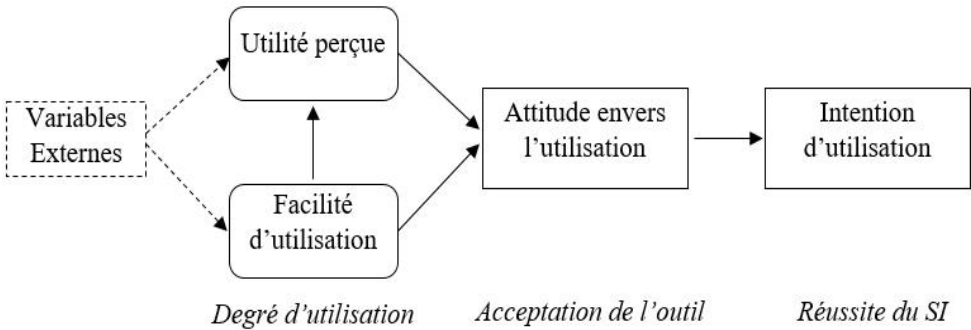 Utilité perçue
Variables
Externes
Facilité
d’utilisation
Attitude envers
l’utilisation
Intention
d’utilisation
Degré d’utilisation
Acceptation de l’outil
Réussite du SI